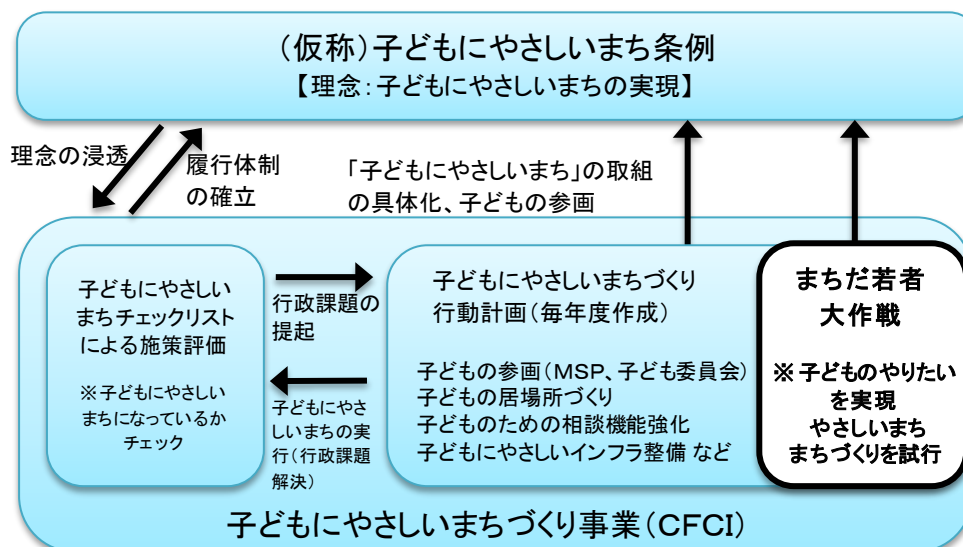 (仮称)子どもにやさしいまち条例
【理念:子どもにやさしいまちの実現】
理念の浸透
履行体制
の確立
「子どもにやさしいまち」の取組
の具体化、子どもの参画
子どもにやさしい
まちチェックリスト
による施策評価
※子どもにやさしい
まちになっているか
チェック
行政課題の
提起
子どもにやさ
しいまちの実
行(行政課題
解決)
子どもにやさしいまちづくり
行動計画(毎年度作成)
子どもの参画(MSP、子ども委員会)
子どもの居場所づくり
子どものための相談機能強化
子どもにやさしいインフラ整備 など
まちだ若者
大作戦
※子どものやりたい
を実現
やさしいまち
まちづくりを試行
子どもにやさしいまちづくり事業(CFCI)